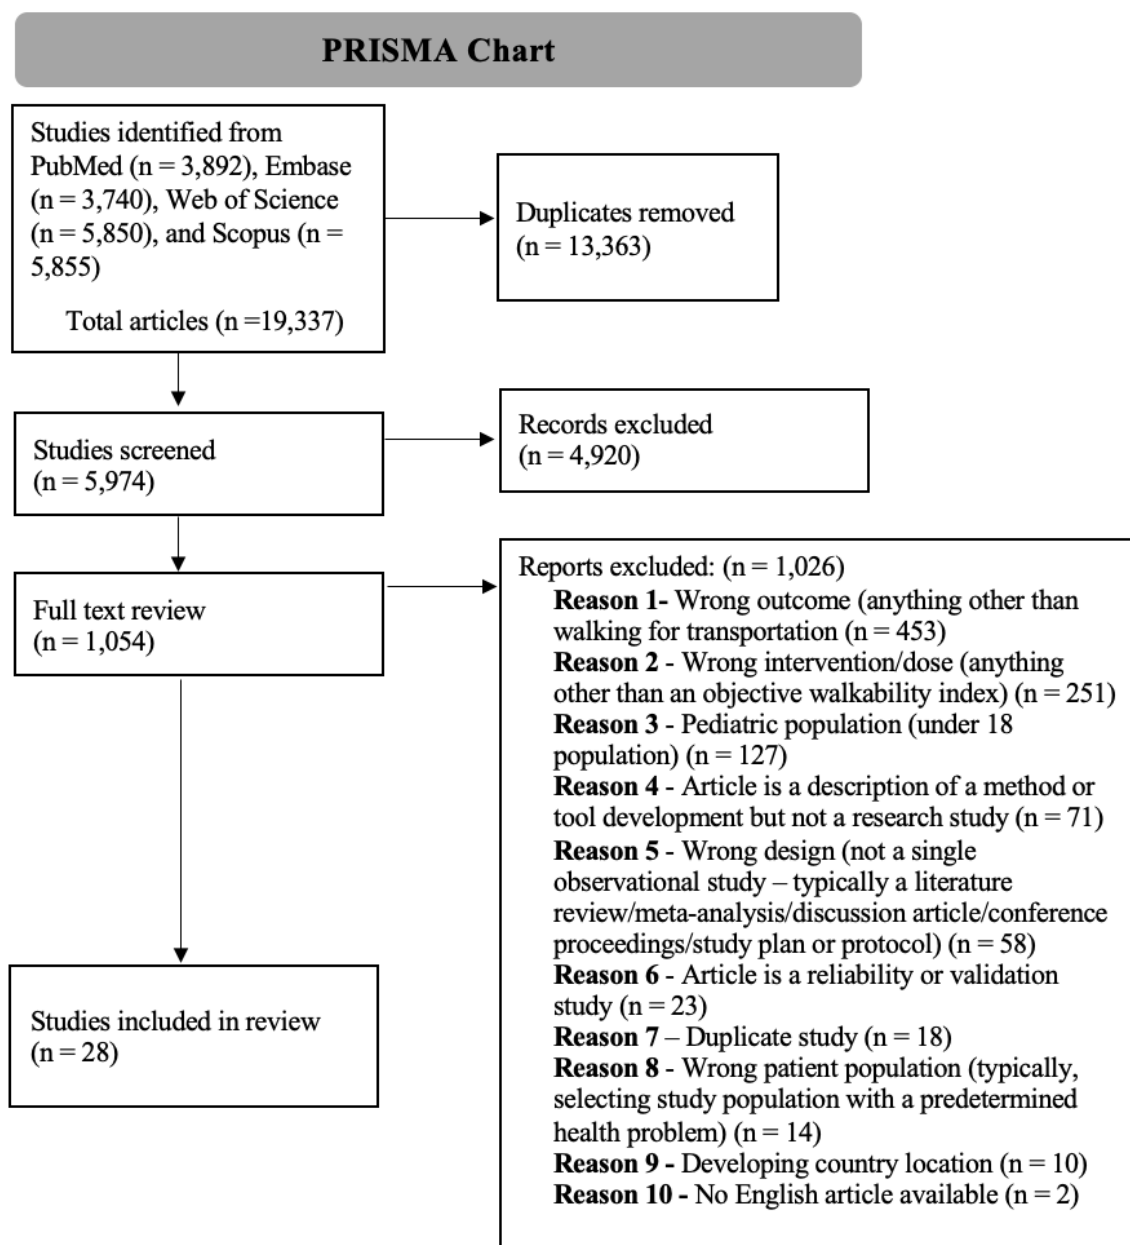 PRISMA Chart
Studies identified from
PubMed (n = 3,892), Embase
(n = 3,740), Web of Science
(n = 5,850), and Scopus (n =
5,855)
Total articles (n =19,337)
Duplicates removed
(n = 13,363)
Studies screened
(n = 5,974)
Records excluded
(n = 4,920)
Full text review
(n = 1,054)
Reports excluded: (n = 1,026)
Reason 1- Wrong outcome (anything other than
walking for transportation (n = 453)
Reason 2 - Wrong intervention/dose (anything
other than an objective walkability index) (n = 251)
Reason 3 - Pediatric population (under 18
population) (n = 127)
Reason 4 - Article is a description of a method or
tool development but not a research study (n = 71)
Reason 5 - Wrong design (not a single
observational study – typically a literature
review/meta-analysis/discussion article/conference
proceedings/study plan or protocol) (n = 58)
Reason 6 - Article is a reliability or validation
study (n = 23)
Reason 7 – Duplicate study (n = 18)
Reason 8 - Wrong patient population (typically,
selecting study population with a predetermined
health problem) (n = 14)
Reason 9 - Developing country location (n = 10)
Reason 10 - No English article available (n = 2)
Studies included in review
(n = 28)